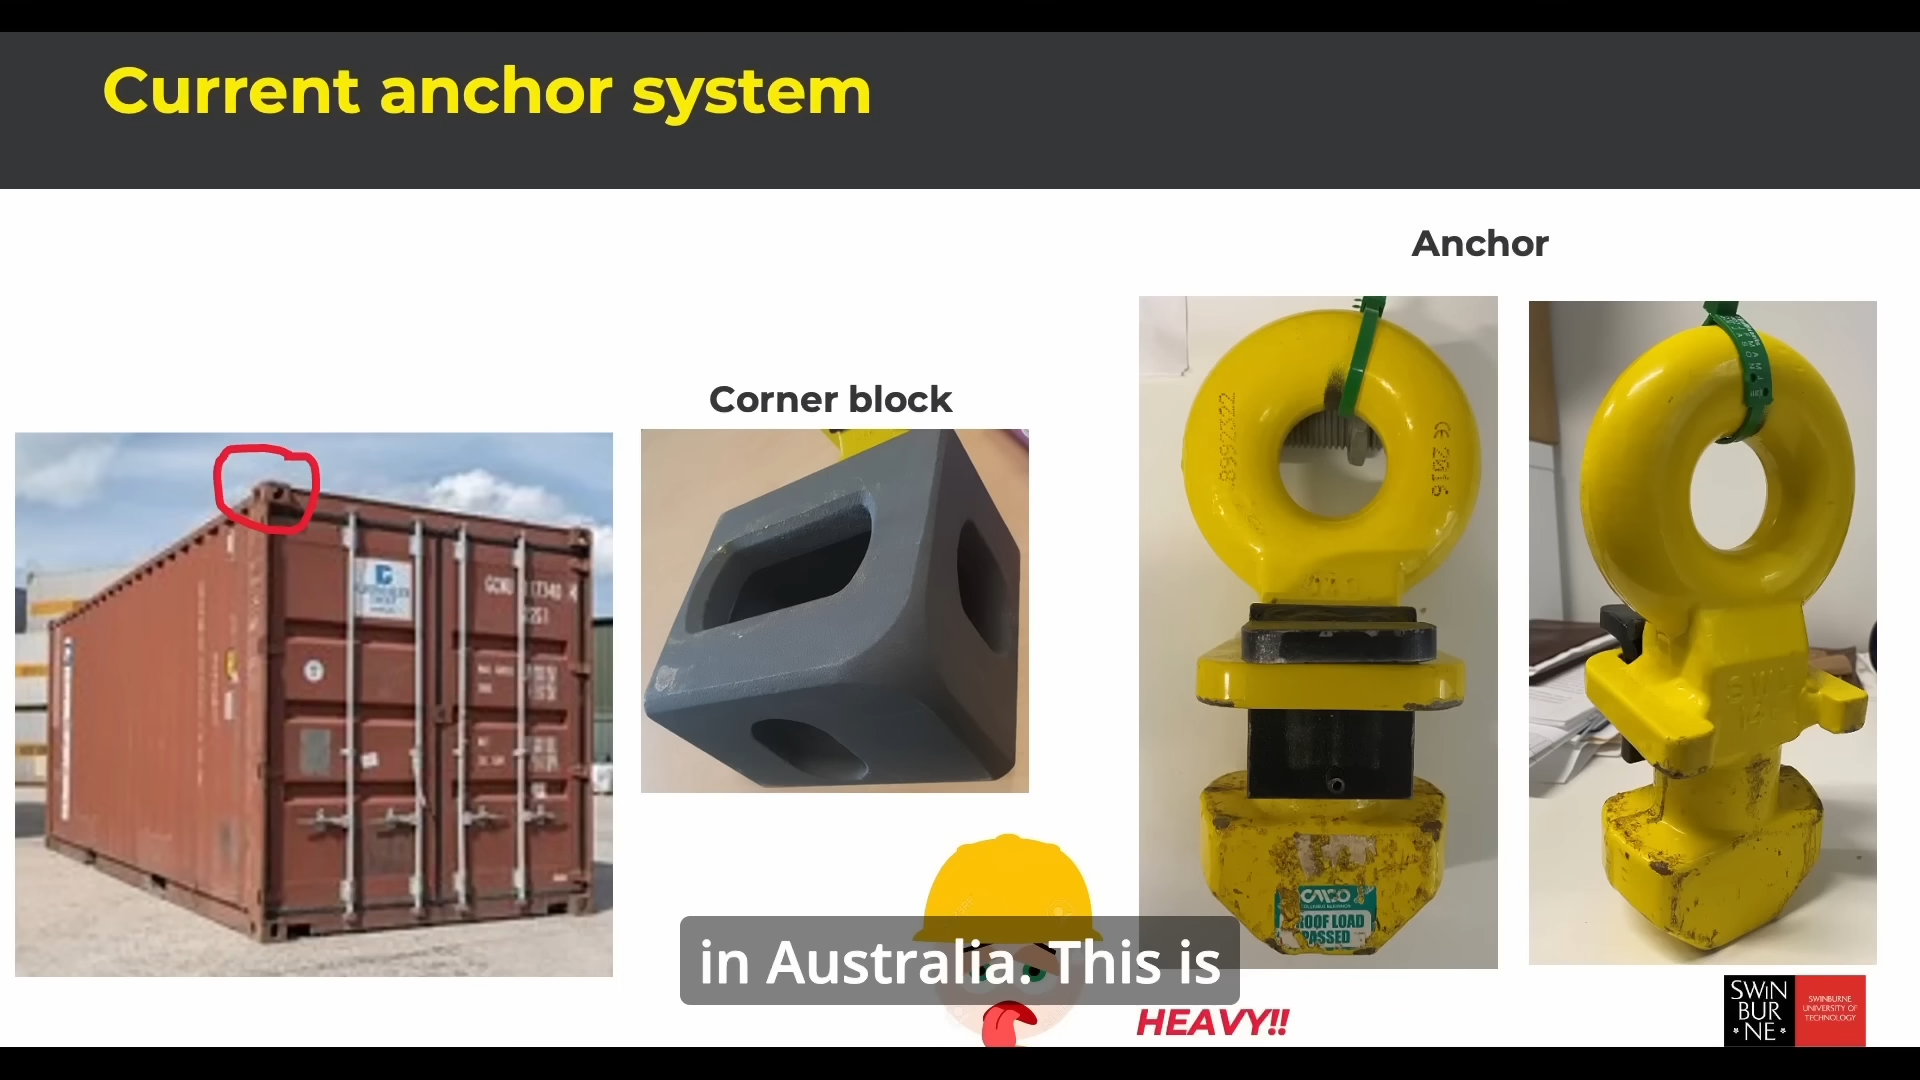 Current anchor system
Anchor
Corner block
8992322
CE 2016
PROOF LOAD
PASSED
in Australia. This is
HEAVY!!
SWIN
BUR
NE
SWINBURNE
UNIVERSITY OF
TECHNOLOGY